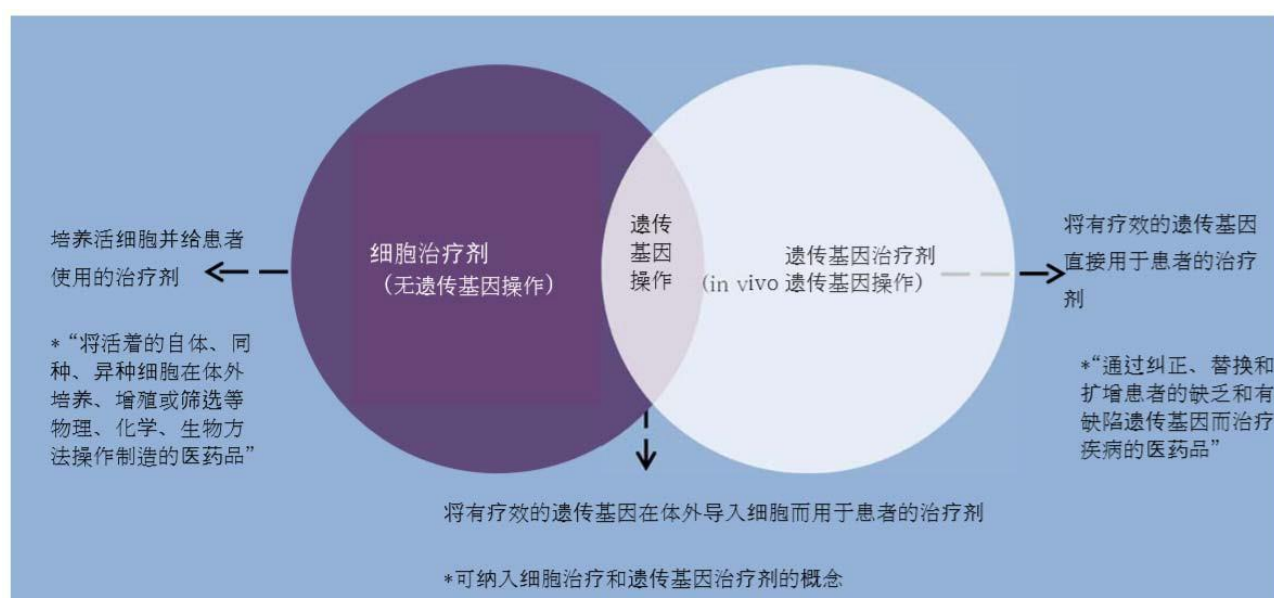 培养活细胞并给患者
使用的治疗剂
*“将活着的自体、同
种、异种细胞在体外
培养、增殖或筛选等
物理、化学、生物方
法操作制造的医药品”
细胞治疗剂
（无遗传基因操作）
遗传
基因
操作
遗传基因治疗剂
(in vivo 遗传基因操作）
将有疗效的遗传基因
直接用于患者的治疗
剂
*“通过纠正、替换和
扩增患者的缺乏和有
缺陷遗传基因而治疗
疾病的医药品”
将有疗效的遗传基因在体外导入细胞而用于患者的治疗剂
*可纳入细胞治疗和遗传基因治疗剂的概念